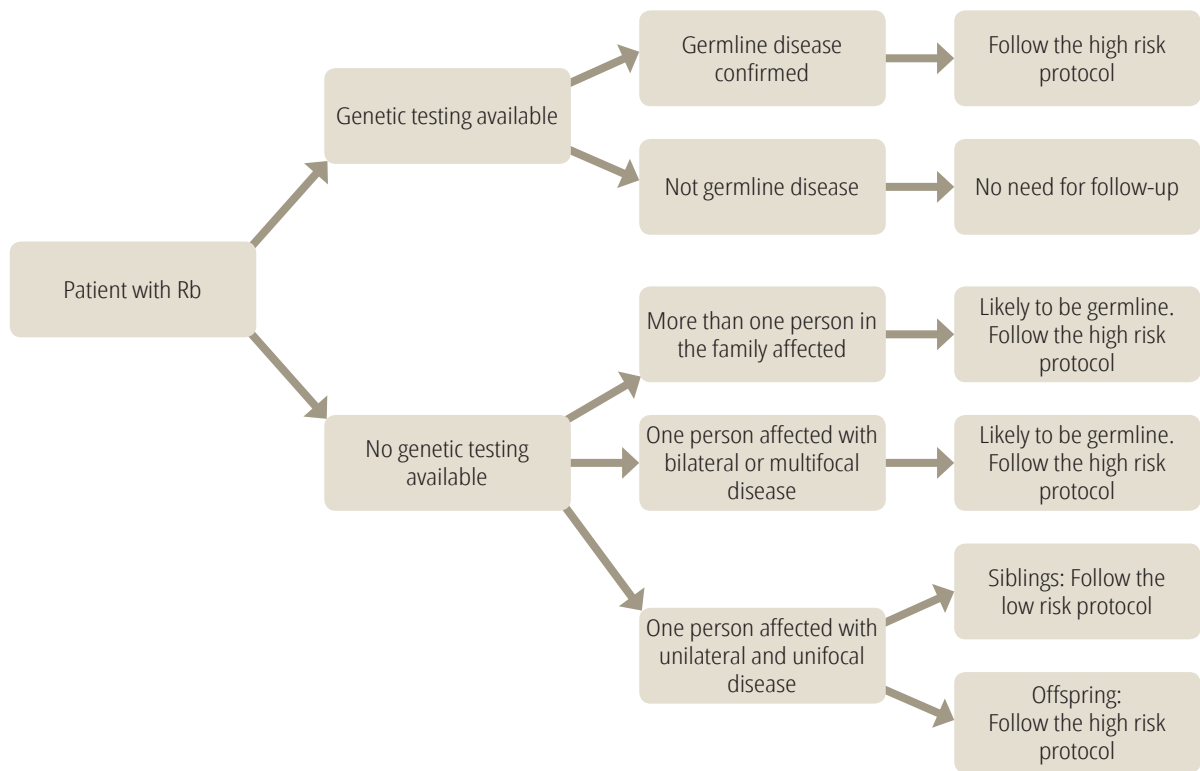 Patient with Rb
Genetic testing available
Germline disease
confirmed
Follow the high risk
protocol
Not germline disease
No need for follow-up
No genetic testing
available
More than one person in
the family affected
Likely to be germline.
Follow the high risk
protocol
One person affected with
bilateral or multifocal
disease
Likely to be germline.
Follow the high risk
protocol
One person affected with
unilateral and unifocal
disease
Siblings: Follow the
low risk protocol
Offspring:
Follow the high risk
protocol